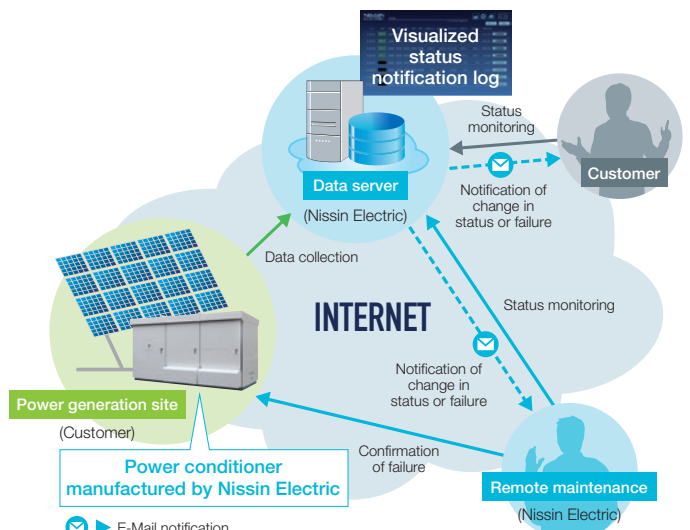 Visualized
status
notification log
Status
monitoring
Customer
Data server
(Nissin Electric)
Notification of
change in
status or failure
Data collection
INTERNET
Status monitoring
Notification of
change in
status or failure
Power generation site
(Customer)
Confirmation
of failure
Power conditioner
manufactured by Nissin Electric
Remote maintenance
(Nissin Electric)
E-Mail notification